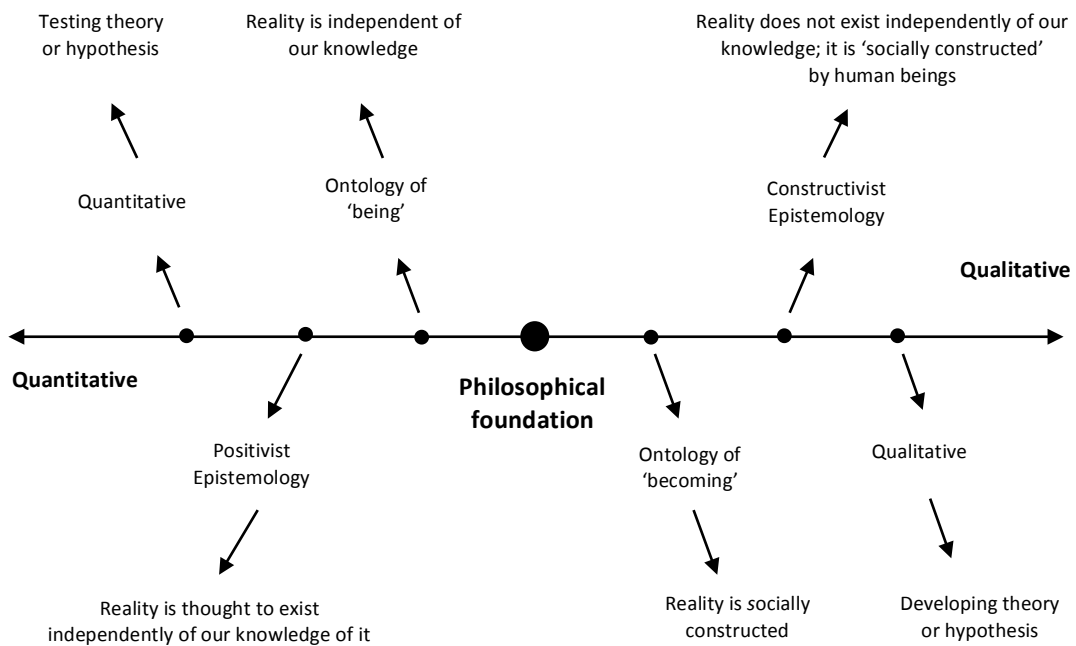 Testing theory
or hypothesis
Reality is independent of
our knowledge
Reality does not exist independently of our
knowledge; it is ‘socially constructed’
by human beings
Quantitative
Ontology of
‘being’
Constructivist
Epistemology
Qualitative
Quantitative
Philosophical
foundation
Positivist
Epistemology
Ontology of
‘becoming’
Qualitative
Reality is thought to exist
independently of our knowledge of it
Reality is socially
constructed
Developing theory
or hypothesis